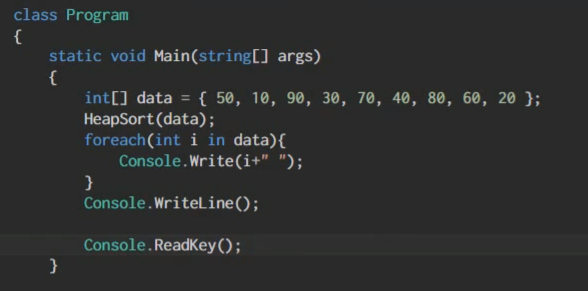 class Program
{
    static void Main(string[] args)
    {
        int[] data = { 50, 10, 90, 30, 70, 40, 80, 60, 20 };
        HeapSort(data);
        foreach(int i in data){
            Console.Write(i+" ");
        }
        Console.WriteLine();

        Console.ReadKey();
    }